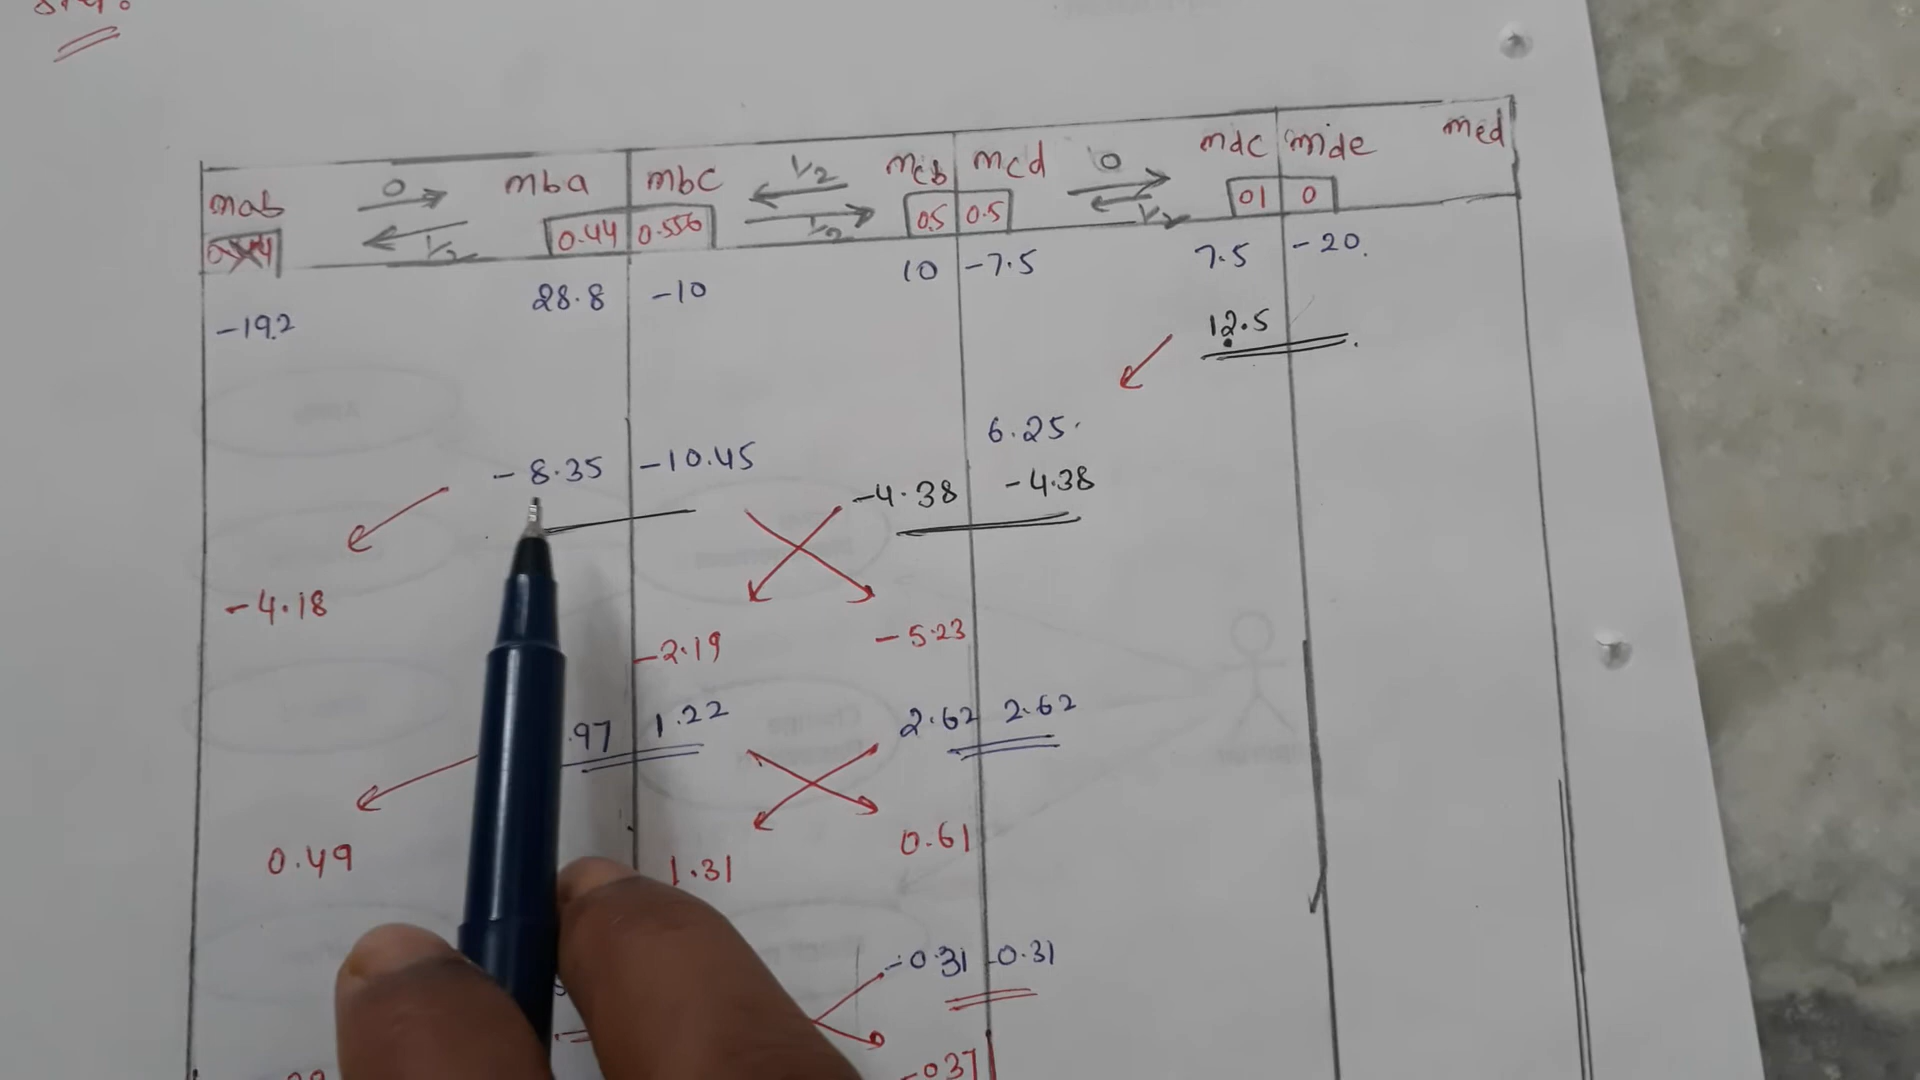 mab 0 mba mbc 1/2 mcb mcd 0 mdc mde med
1/2 0.44 0.556 1/2 0.5 0.5 1/2 01 0
-19.2 28.8 -10 10 -7.5 7.5 -20.
12.5
6.25.
-8.35 -10.45 -4.38 -4.38
-4.18 -2.19 -5.23
.97 1.22 2.62 2.62
0.49 1.31 0.61
-0.31 -0.31
-037